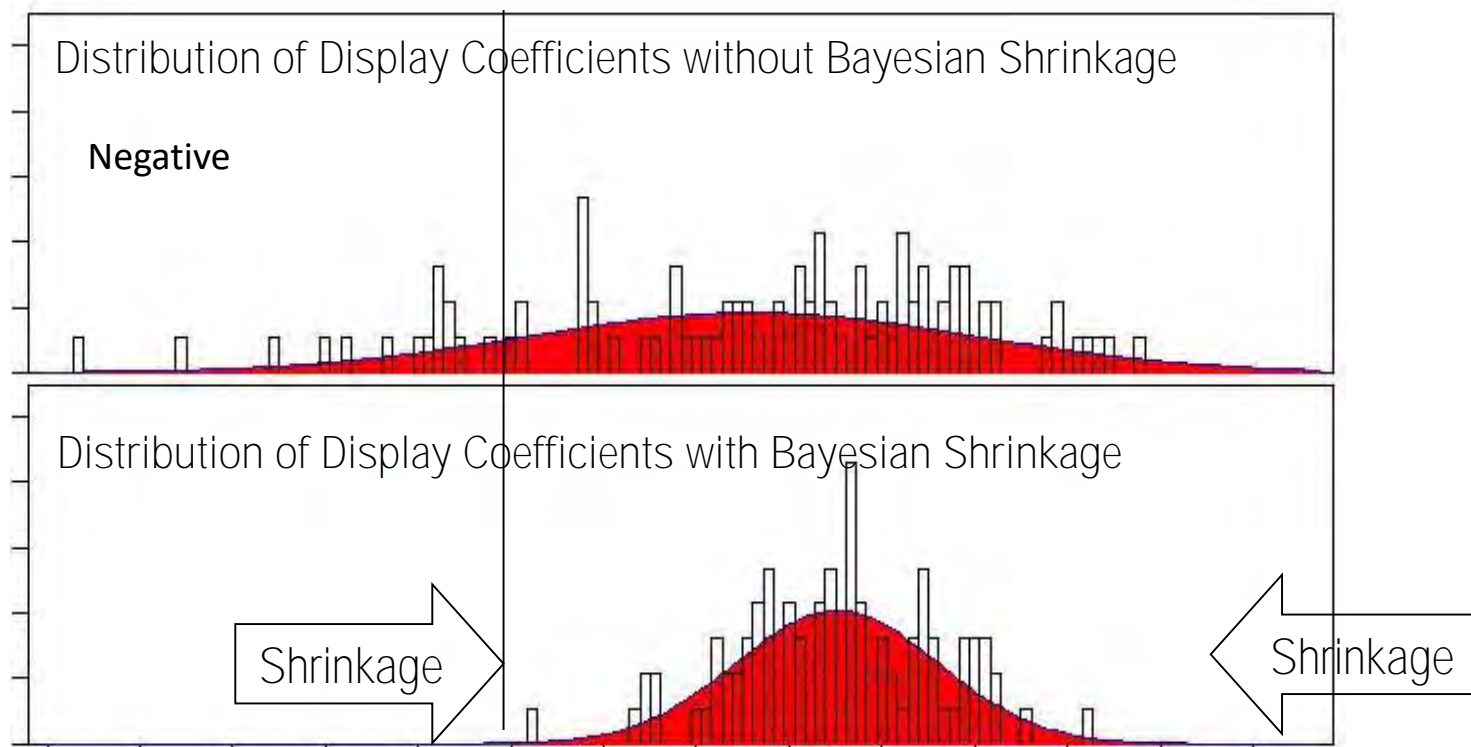 Distribution of Display Coefficients without Bayesian Shrinkage
Negative
Distribution of Display Coefficients with Bayesian Shrinkage
Shrinkage
Shrinkage